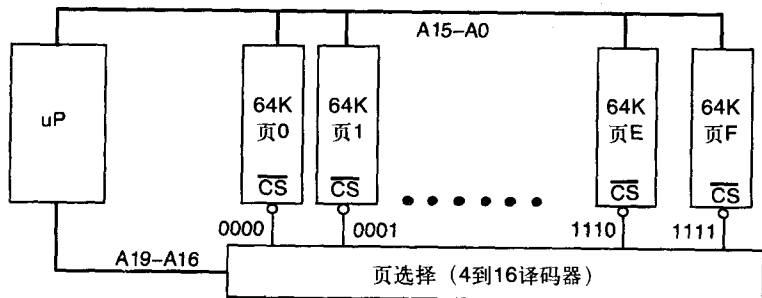 A15-A0
uP
64K
页0
CS
64K
页1
CS
64K
页E
CS
64K
页F
CS
0000
0001
1110
1111
A19-A16
页选择（4到16译码器）